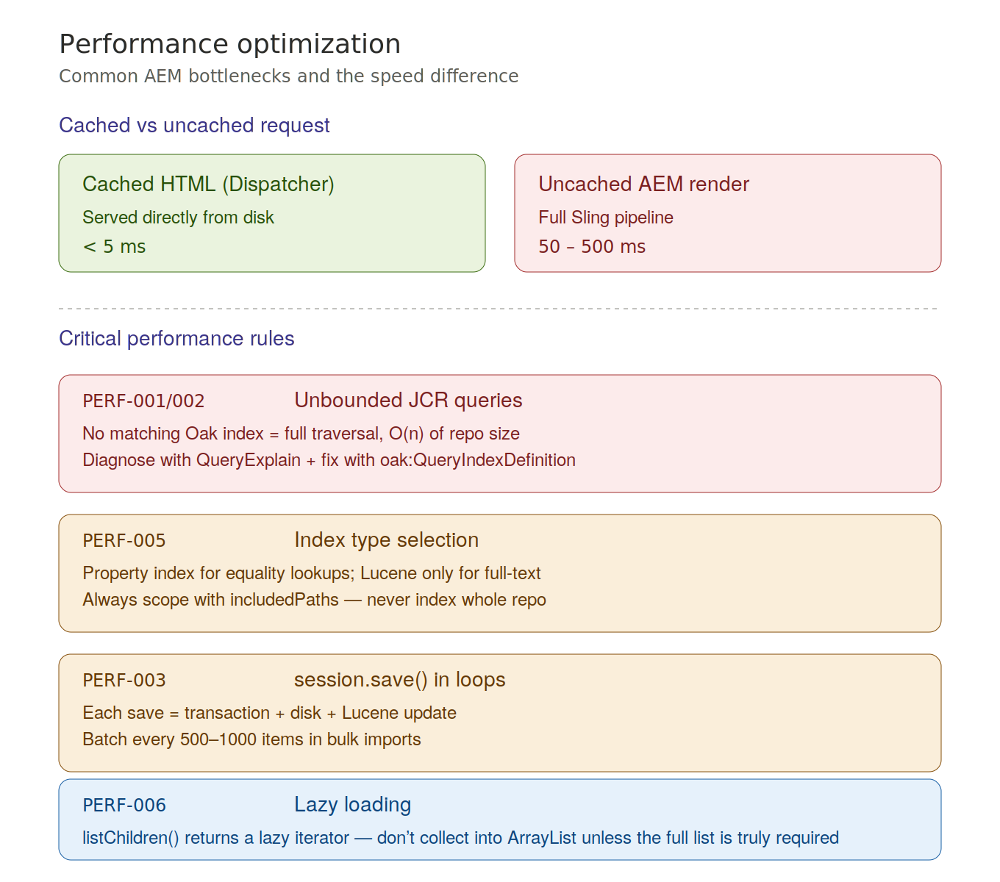 Performance optimization
Common AEM bottlenecks and the speed difference
Cached vs uncached request
Cached HTML (Dispatcher)
Served directly from disk
< 5 ms
Uncached AEM render
Full Sling pipeline
50 – 500 ms
Critical performance rules
PERF-001/002 Unbounded JCR queries
No matching Oak index = full traversal, O(n) of repo size
Diagnose with QueryExplain + fix with oak:QueryIndexDefinition
PERF-005 Index type selection
Property index for equality lookups; Lucene only for full-text
Always scope with includedPaths — never index whole repo
PERF-003 session.save() in loops
Each save = transaction + disk + Lucene update
Batch every 500–1000 items in bulk imports
PERF-006 Lazy loading
listChildren() returns a lazy iterator — don’t collect into ArrayList unless the full list is truly required